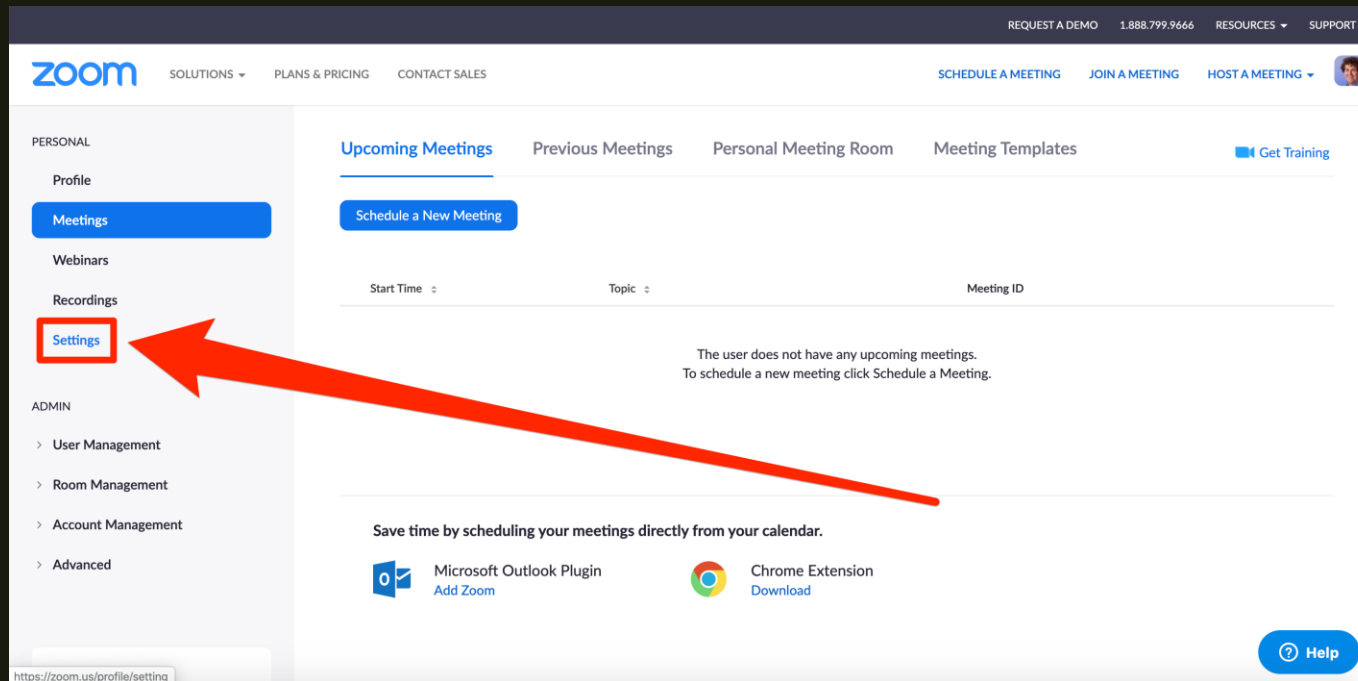 REQUEST A DEMO 1.888.799.9666 RESOURCES SUPPORT
zoom SOLUTIONS PLANS & PRICING CONTACT SALES SCHEDULE A MEETING JOIN A MEETING HOST A MEETING
PERSONAL
Profile
Meetings
Webinars
Recordings
Settings
ADMIN
User Management
Room Management
Account Management
Advanced
Upcoming Meetings Previous Meetings Personal Meeting Room Meeting Templates Get Training
Schedule a New Meeting
Start Time Topic Meeting ID
The user does not have any upcoming meetings.
To schedule a new meeting click Schedule a Meeting.
Save time by scheduling your meetings directly from your calendar.
Microsoft Outlook Plugin
Add Zoom
Chrome Extension
Download
Help
https://zoom.us/profile/setting